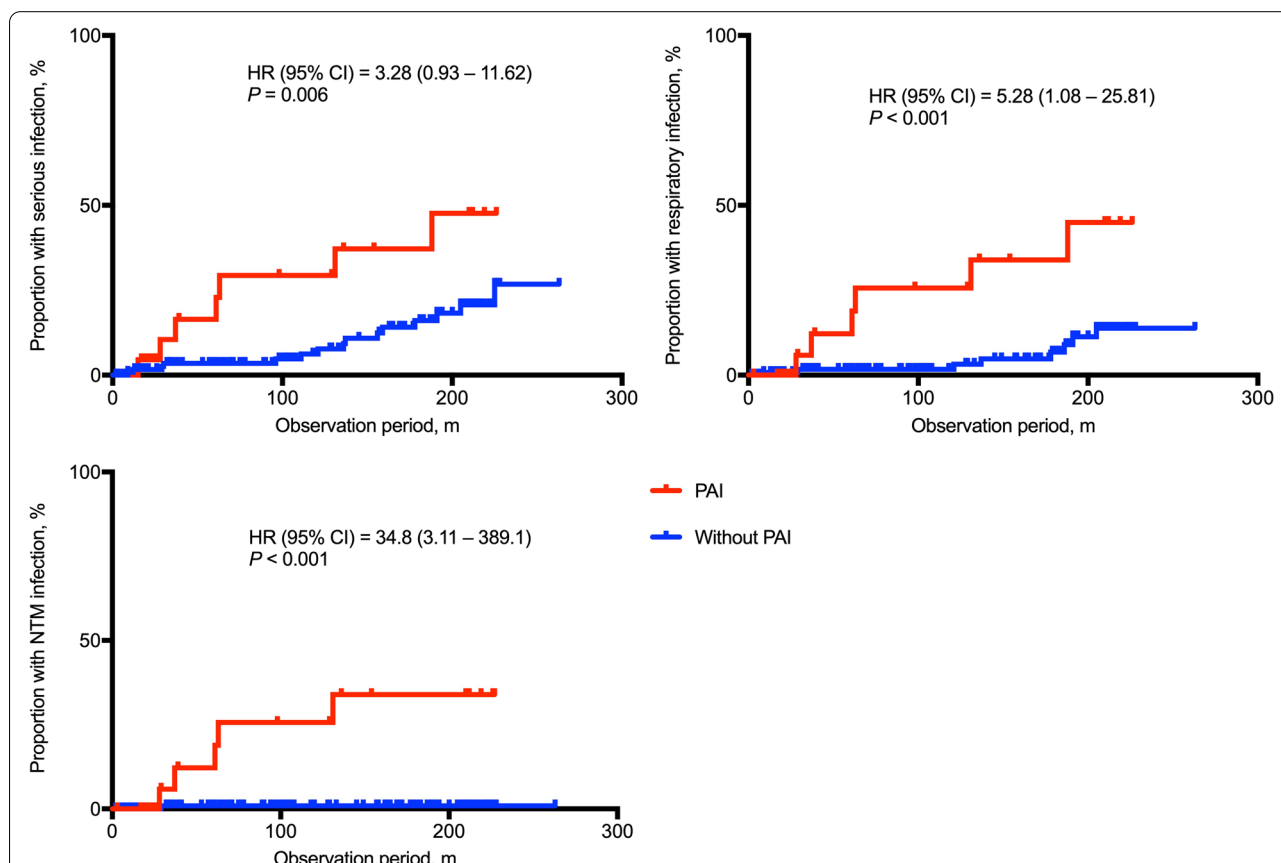 100
50
0
0
100
200
300
Proportion with serious infection, %
HR (95% CI) = 3.28 (0.93 – 11.62)
P = 0.006
Observation period, m
100
50
0
0
100
200
300
Proportion with respiratory infection, %
HR (95% CI) = 5.28 (1.08 – 25.81)
P < 0.001
Observation period, m
100
50
0
0
100
200
300
Proportion with NTM infection, %
HR (95% CI) = 34.8 (3.11 – 389.1)
P < 0.001
Observation period, m
PAI
Without PAI